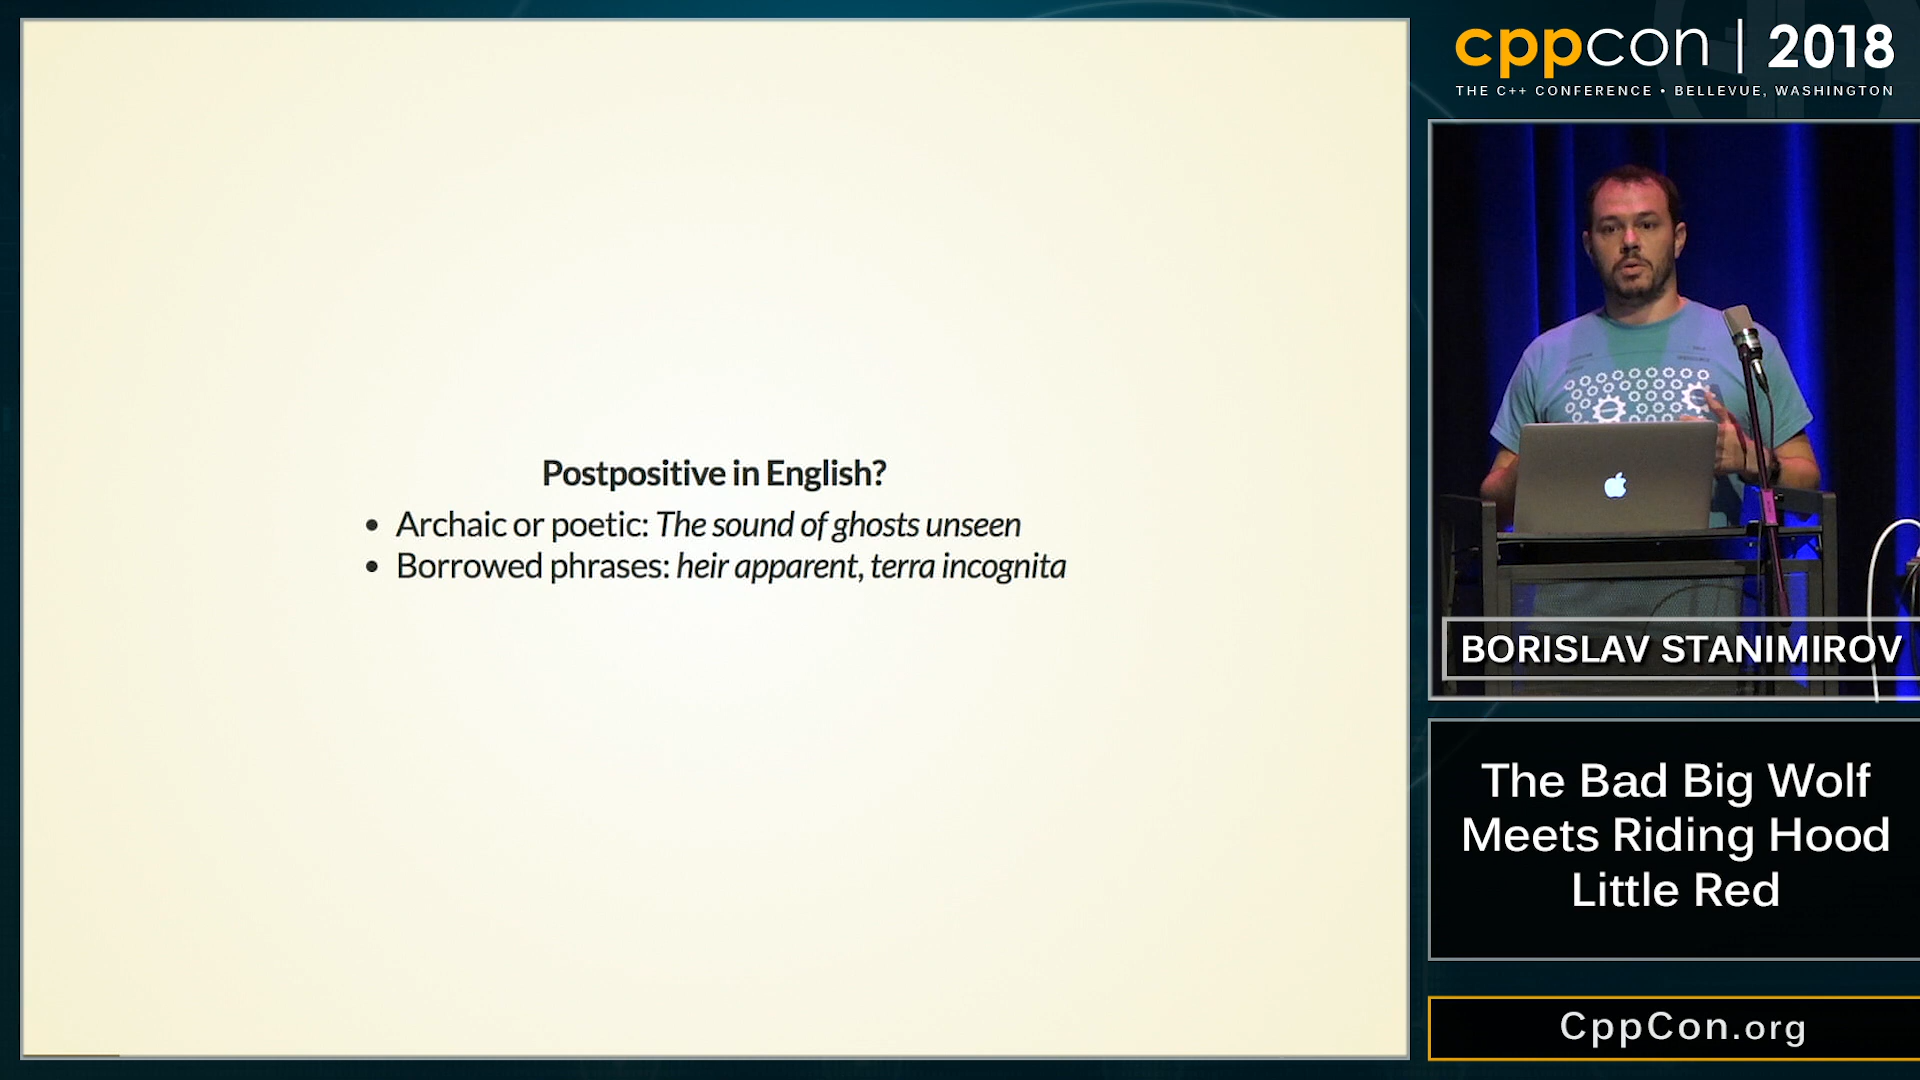 Postpositive in English?
• Archaic or poetic: The sound of ghosts unseen
• Borrowed phrases: heir apparent, terra incognita
cppcon | 2018
THE C++ CONFERENCE • BELLEVUE, WASHINGTON
BORISLAV STANIMIROV
The Bad Big Wolf
Meets Riding Hood
Little Red
CppCon.org